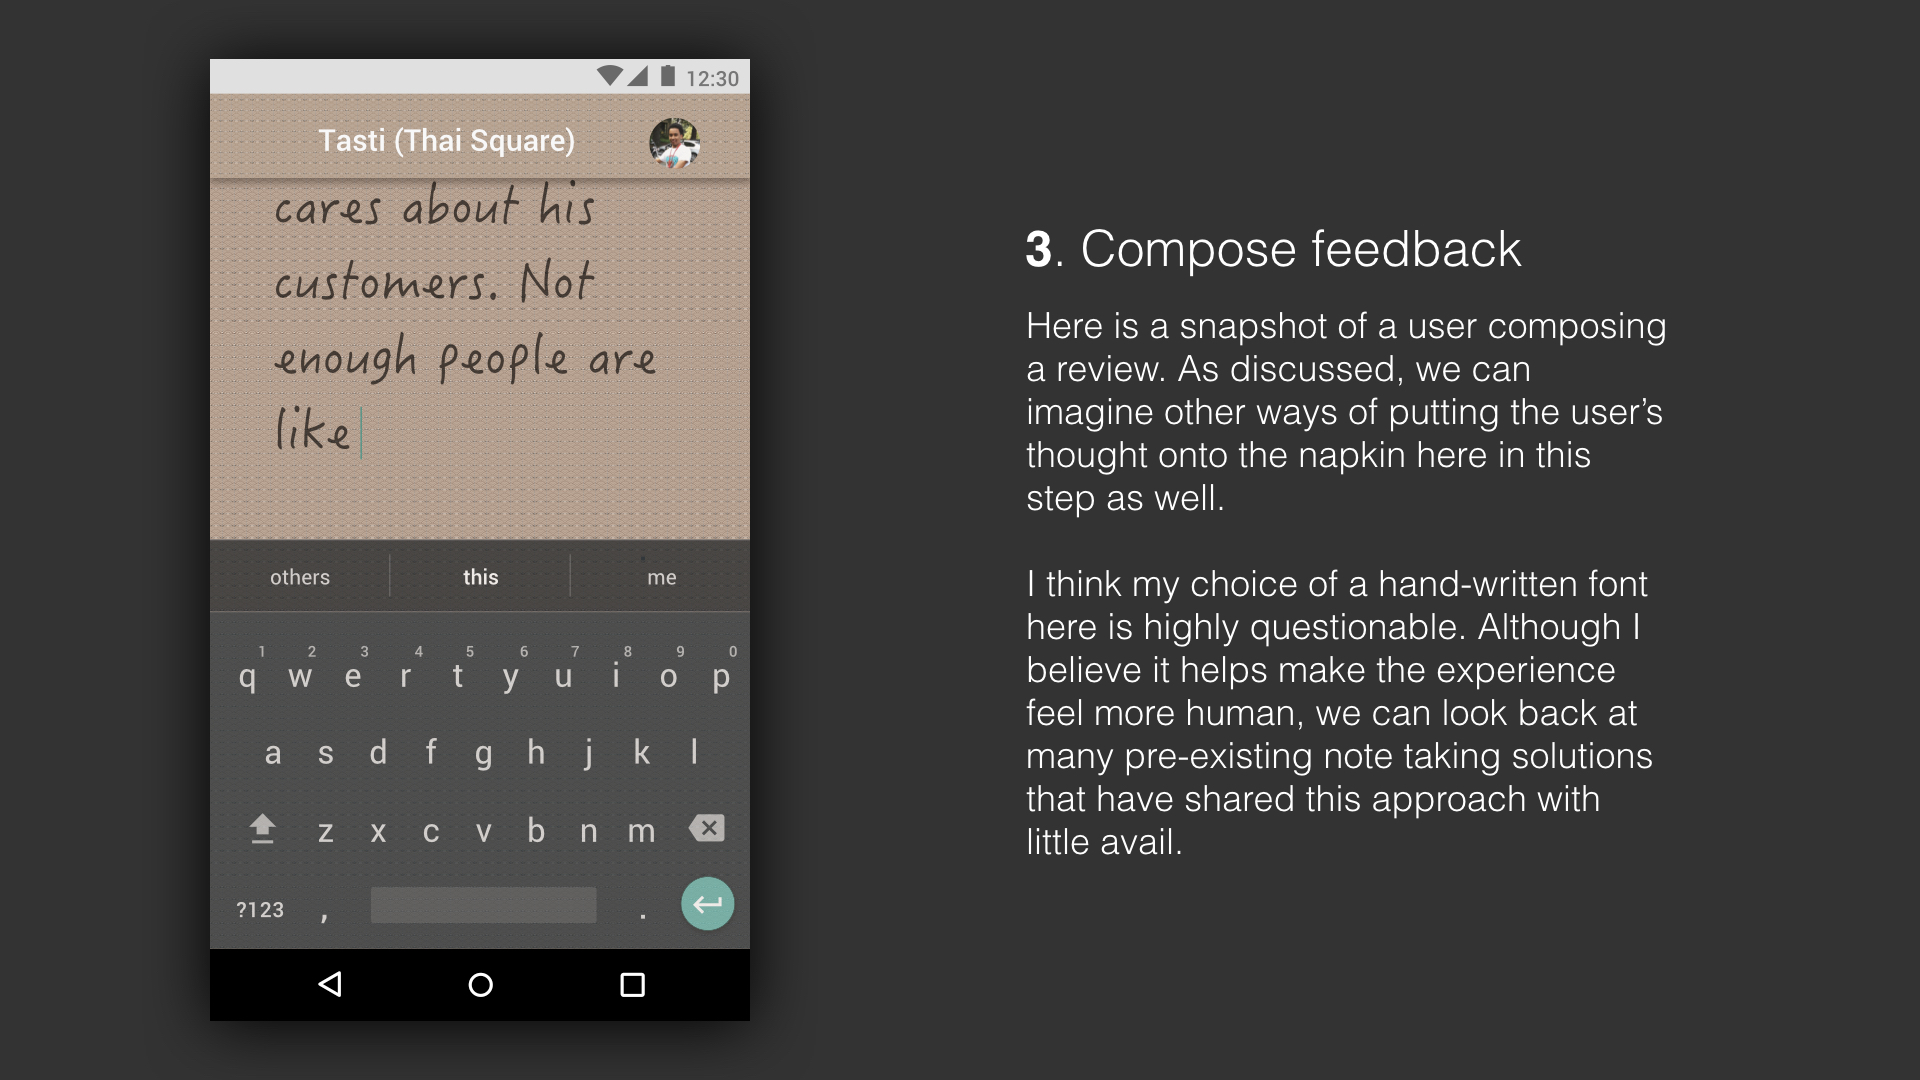 12:30
Tasti (Thai Square)
cares about his
customers. Not
enough people are
like
others this me
1 2 3 4 5 6 7 8 9 0
q w e r t y u i o p
a s d f g h j k l
z x c v b n m
?123 , .
3. Compose feedback
Here is a snapshot of a user composing
a review. As discussed, we can
imagine other ways of putting the user’s
thought onto the napkin here in this
step as well.
I think my choice of a hand-written font
here is highly questionable. Although I
believe it helps make the experience
feel more human, we can look back at
many pre-existing note taking solutions
that have shared this approach with
little avail.